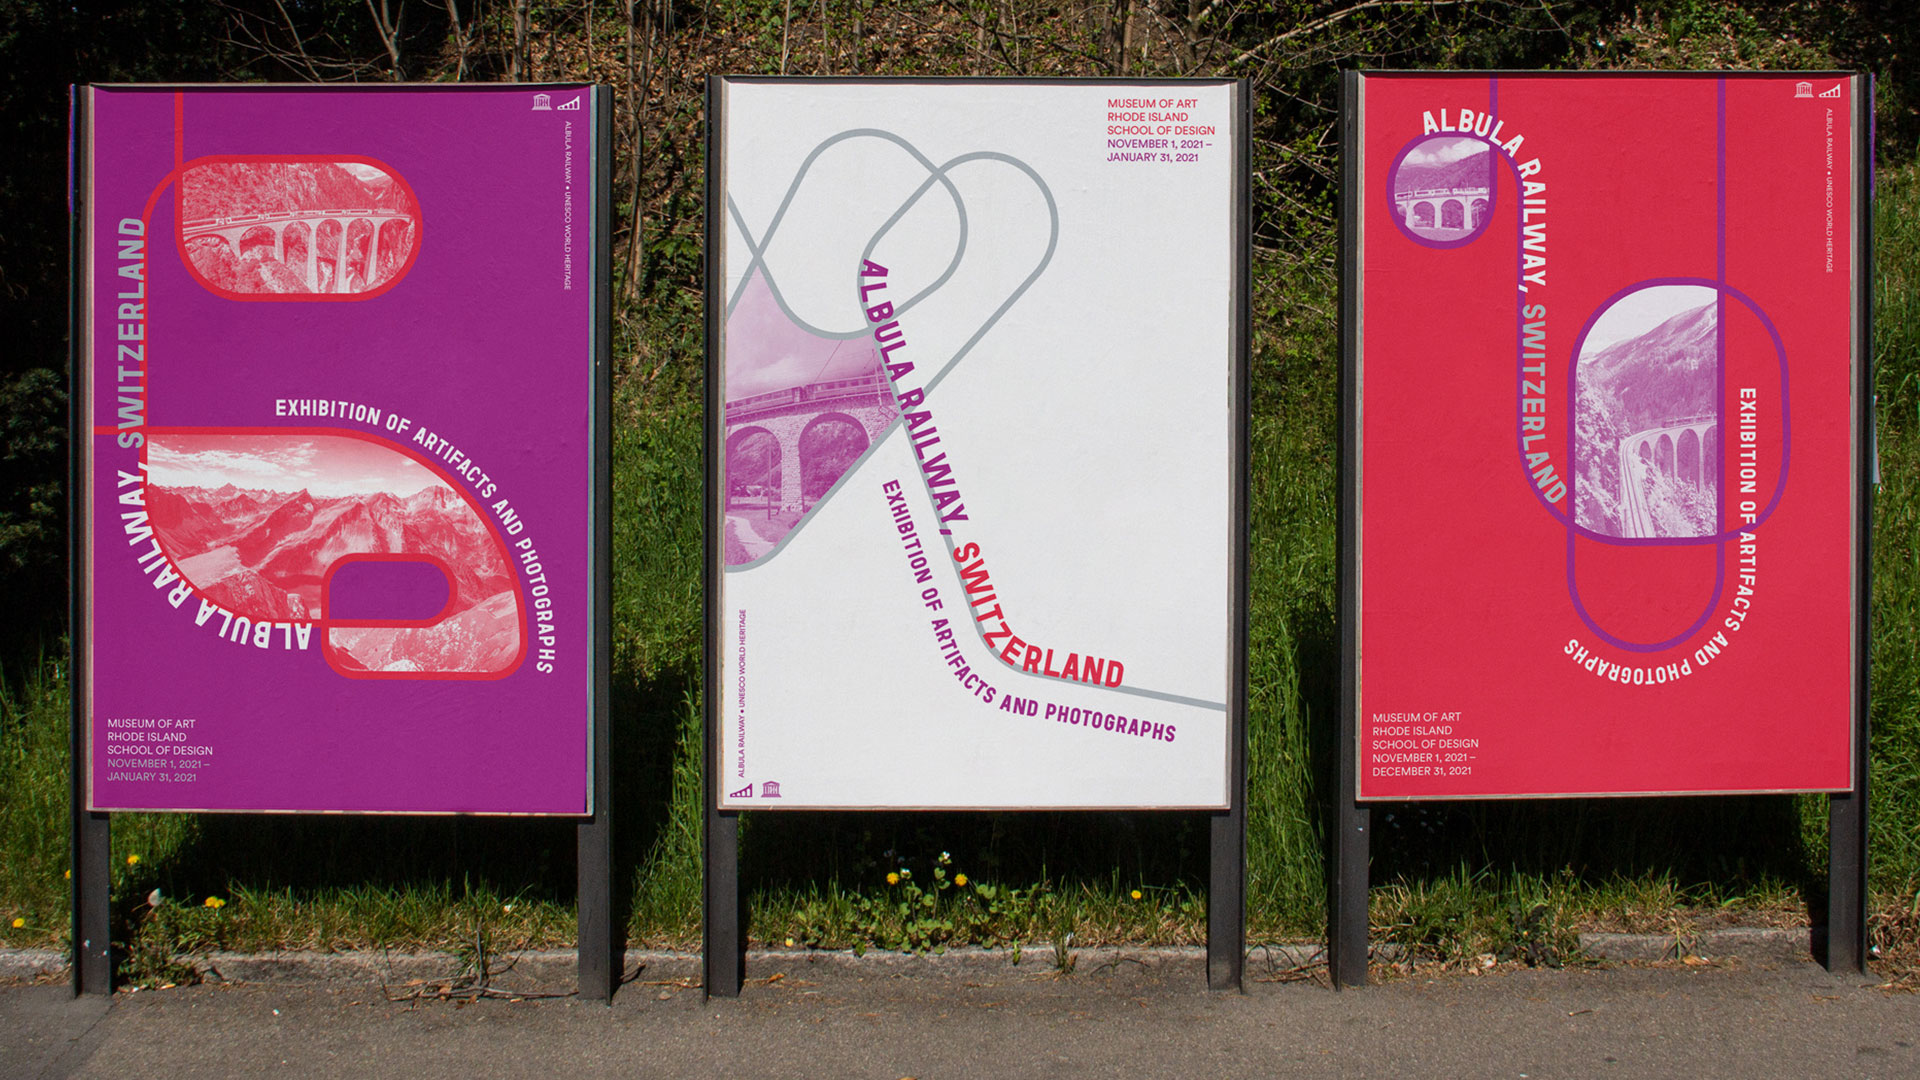 ALBULA RAILWAY • UNESCO WORLD HERITAGE
ALBULA RAILWAY, SWITZERLAND
EXHIBITION OF ARTIFACTS AND PHOTOGRAPHS
MUSEUM OF ART
RHODE ISLAND
SCHOOL OF DESIGN
NOVEMBER 1, 2021 –
JANUARY 31, 2021
MUSEUM OF ART
RHODE ISLAND
SCHOOL OF DESIGN
NOVEMBER 1, 2021 –
JANUARY 31, 2021
ALBULA RAILWAY, SWITZERLAND
EXHIBITION OF ARTIFACTS AND PHOTOGRAPHS
ALBULA RAILWAY • UNESCO WORLD HERITAGE
ALBULA RAILWAY • UNESCO WORLD HERITAGE
ALBULA RAILWAY, SWITZERLAND
EXHIBITION OF ARTIFACTS AND PHOTOGRAPHS
MUSEUM OF ART
RHODE ISLAND
SCHOOL OF DESIGN
NOVEMBER 1, 2021 –
DECEMBER 31, 2021